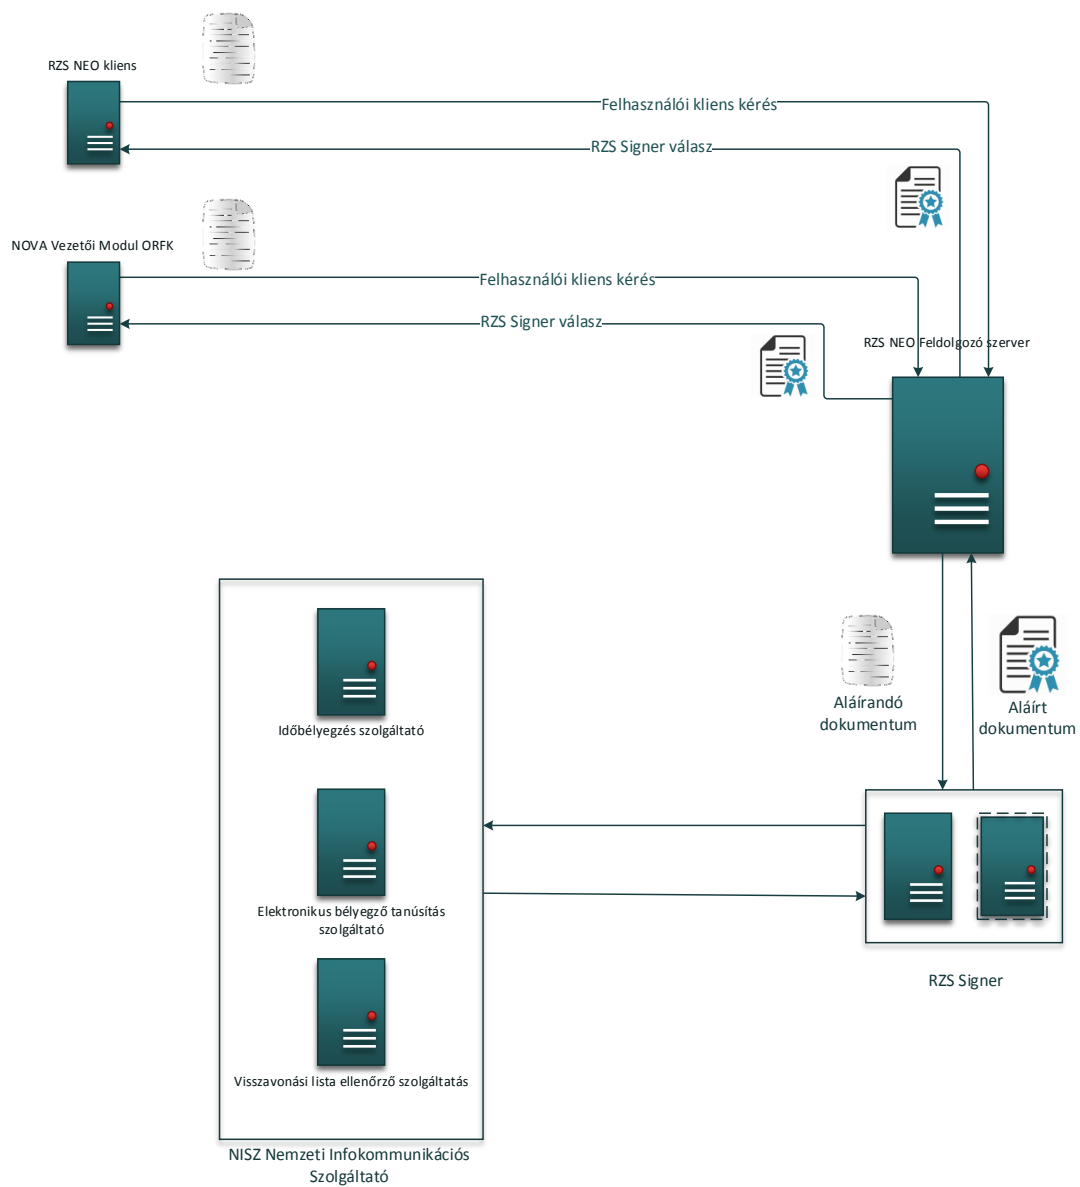 RZS NEO kliens
Felhasználói kliens kérés
RZS Signer válasz
NOVA Vezetői Modul ORFK
Felhasználói kliens kérés
RZS Signer válasz
RZS NEO Feldolgozó szerver
Aláírandó
dokumentum
Aláírt
dokumentum
Időbélyegzés szolgáltató
Elektronikus bélyegző tanúsítás
szolgáltató
RZS Signer
Visszavonási lista ellenőrző szolgáltatás
NISZ Nemzeti Infokommunikációs
Szolgáltató